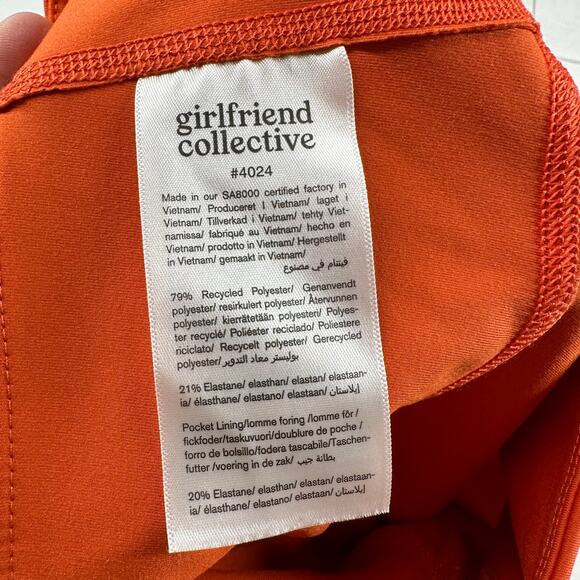 girlfriend
collective
#4024
Made in our SA8000 certified factory in
Vietnam/ Produceret I Vietnam/ laget i
Vietnam/ Tillverkad i Vietnam/ tehty Viet-
namissa/ fabriqué au Vietnam/ hecho en
Vietnam/ prodotto in Vietnam/ Hergestellt
in Vietnam/ gemaakt in Vietnam/
فيتنام في مصنوع
79% Recycled Polyester/ Genanvendt
polyester/ resirkulert polyester/ Återvunnen
polyester/ kierrätetään polyesteri/ Polyes-
ter recyclé/ Poliéster reciclado/ Poliestere
riciclato/ Recycelt polyester/ Gerecycled
polyester/ بوليستر معاد التدوير
21% Elastane/ elasthan/ elastan/ elastaan-
ia/ élasthane/ elastano/ elastaan/ إيلاستان/
Pocket Lining/lomme foring /lomme fôr /
fickfoder/taskuvuori/doublure de poche /
forro de bolsillo/fodera tascabile/Taschen-
futter /voering in de zak/ بطانة جيب
20% Elastane/ elasthan/ elastan/ elastaan-
ia/ élasthane/ elastano/ elastaan/ إيلاستان/